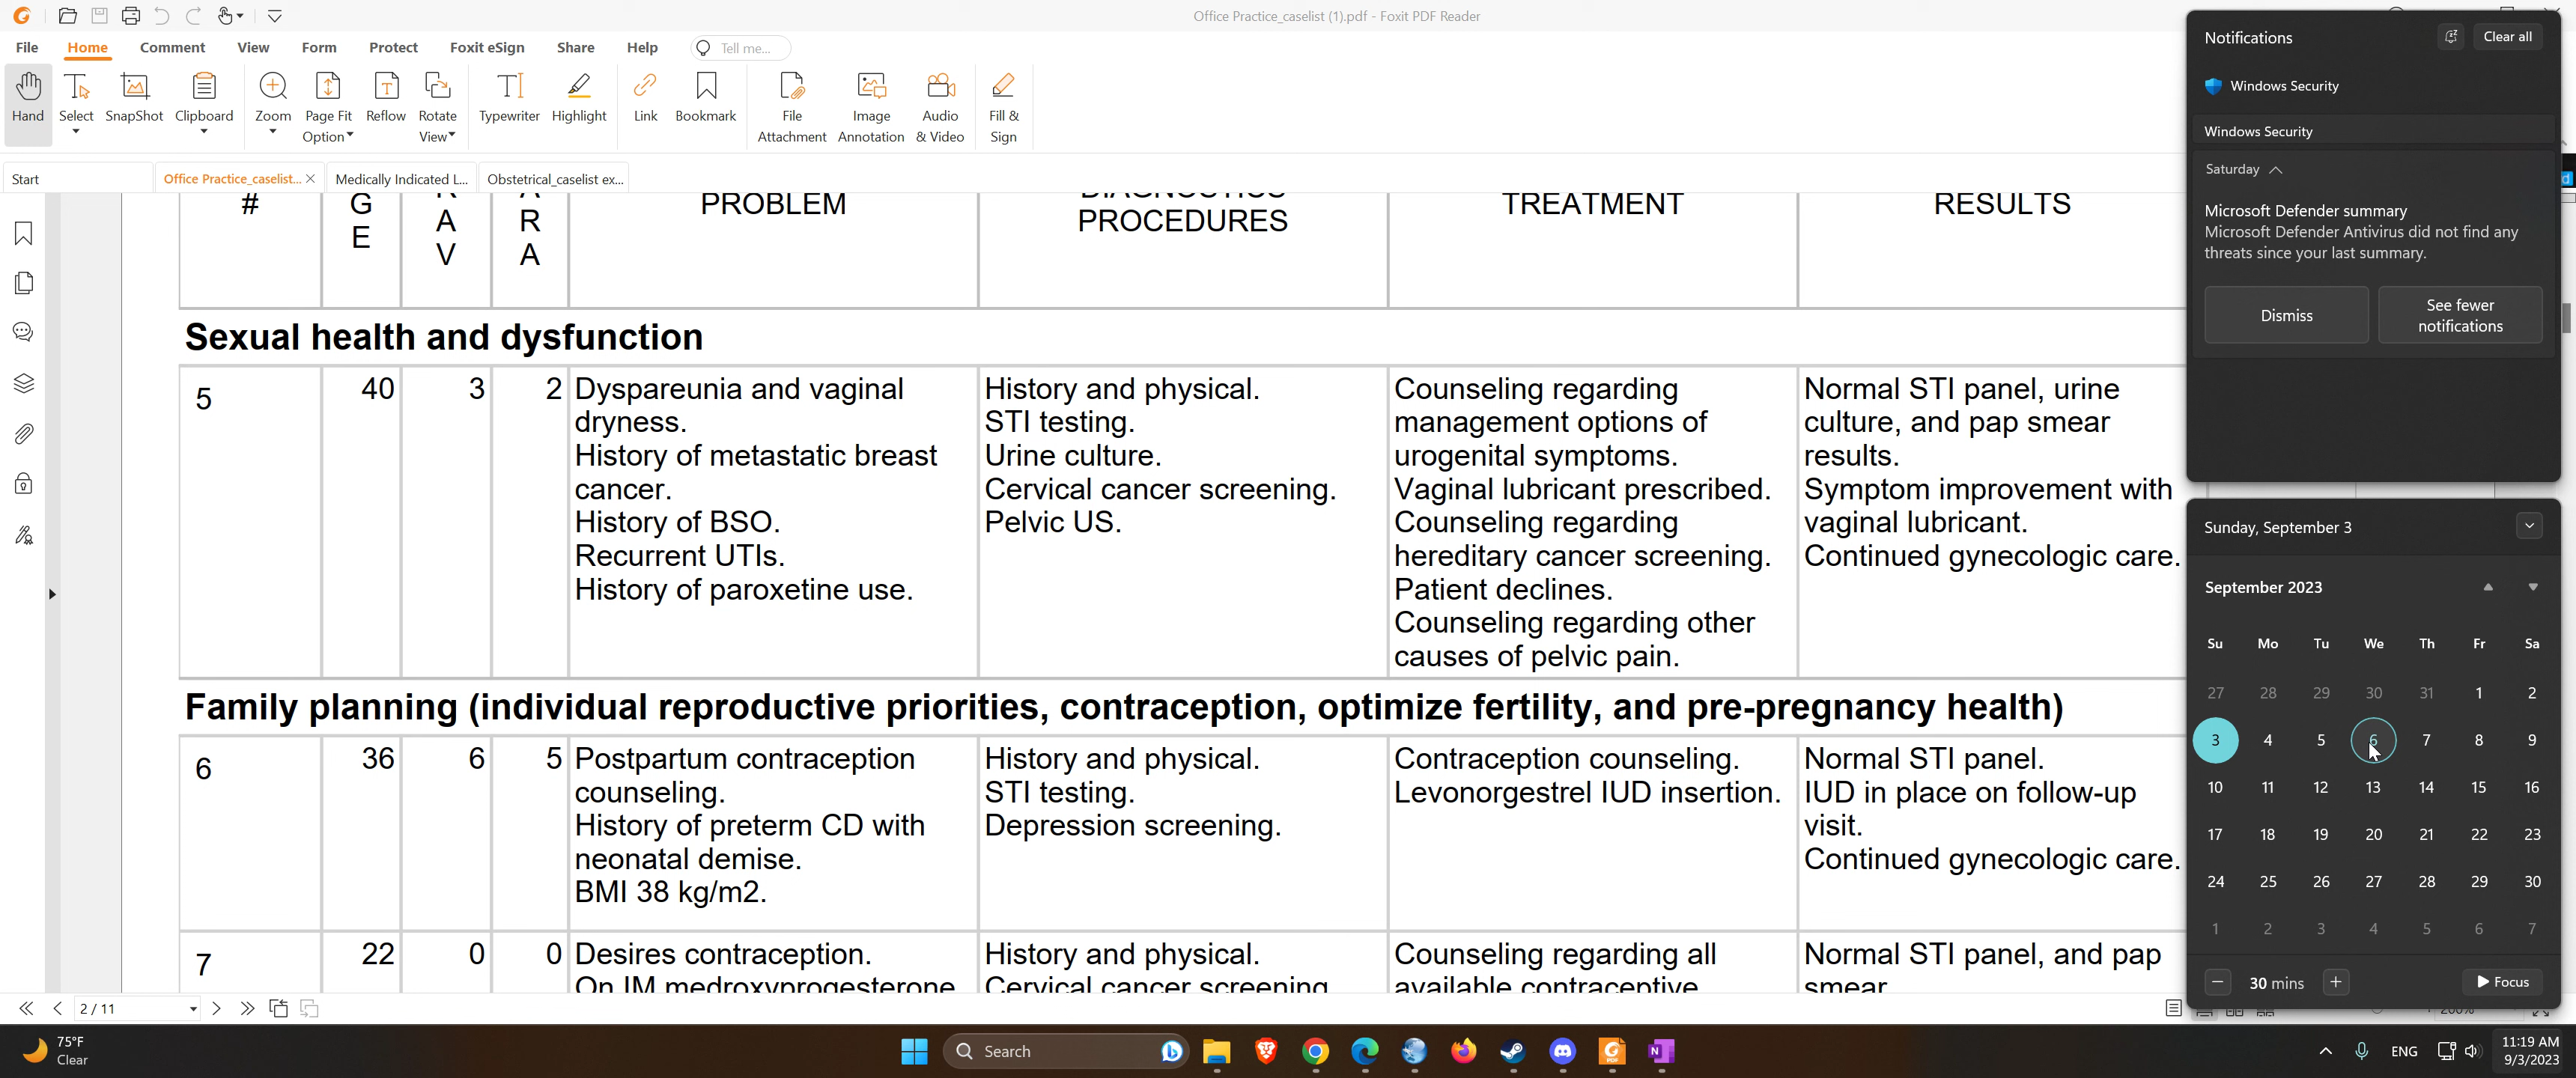 Office Practice_caselist (1).pdf - Foxit PDF Reader
File Home Comment View Form Protect Foxit eSign Share Help Tell me...
Hand Select SnapShot Clipboard Zoom Page Fit Option Reflow Rotate View Typewriter Highlight Link Bookmark File Attachment Image Annotation Audio & Video Fill & Sign
Start Office Practice_caselist... Medically Indicated L... Obstetrical_caselist ex...
#
G
E
A
V
R
A
PROBLEM
PROCEDURES
TREATMENT
RESULTS
Sexual health and dysfunction
5
40
3
2
Dyspareunia and vaginal
dryness.
History of metastatic breast
cancer.
History of BSO.
Recurrent UTIs.
History of paroxetine use.
History and physical.
STI testing.
Urine culture.
Cervical cancer screening.
Pelvic US.
Counseling regarding
management options of
urogenital symptoms.
Vaginal lubricant prescribed.
Counseling regarding
hereditary cancer screening.
Patient declines.
Counseling regarding other
causes of pelvic pain.
Normal STI panel, urine
culture, and pap smear
results.
Symptom improvement with
vaginal lubricant.
Continued gynecologic care.
Family planning (individual reproductive priorities, contraception, optimize fertility, and pre-pregnancy health)
6
36
6
5
Postpartum contraception
counseling.
History of preterm CD with
neonatal demise.
BMI 38 kg/m2.
History and physical.
STI testing.
Depression screening.
Contraception counseling.
Levonorgestrel IUD insertion.
Normal STI panel.
IUD in place on follow-up
visit.
Continued gynecologic care.
7
22
0
0
Desires contraception.
On IM medroxyprogesterone
History and physical.
Cervical cancer screening
Counseling regarding all
available contraceptive
Normal STI panel, and pap
smear
Notifications
Clear all
Windows Security
Windows Security
Saturday
Microsoft Defender summary
Microsoft Defender Antivirus did not find any
threats since your last summary.
Dismiss
See fewer
notifications
Sunday, September 3
September 2023
Su Mo Tu We Th Fr Sa
27 28 29 30 31 1 2
3 4 5 6 7 8 9
10 11 12 13 14 15 16
17 18 19 20 21 22 23
24 25 26 27 28 29 30
1 2 3 4 5 6 7
30 mins
Focus
2 / 11
200%
75°F
Clear
Search
ENG
11:19 AM
9/3/2023